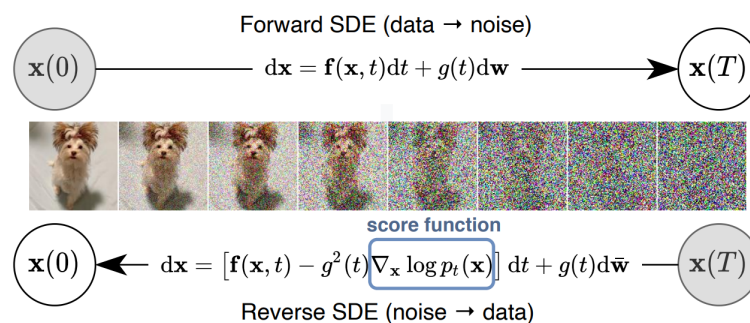 Forward SDE (data → noise)
x(0) dx = f(x, t)dt + g(t)dw x(T)
score function
x(0) dx = [f(x, t) − g²(t)∇ₓ log pₜ(x)] dt + g(t)dw̄ x(T)
Reverse SDE (noise → data)